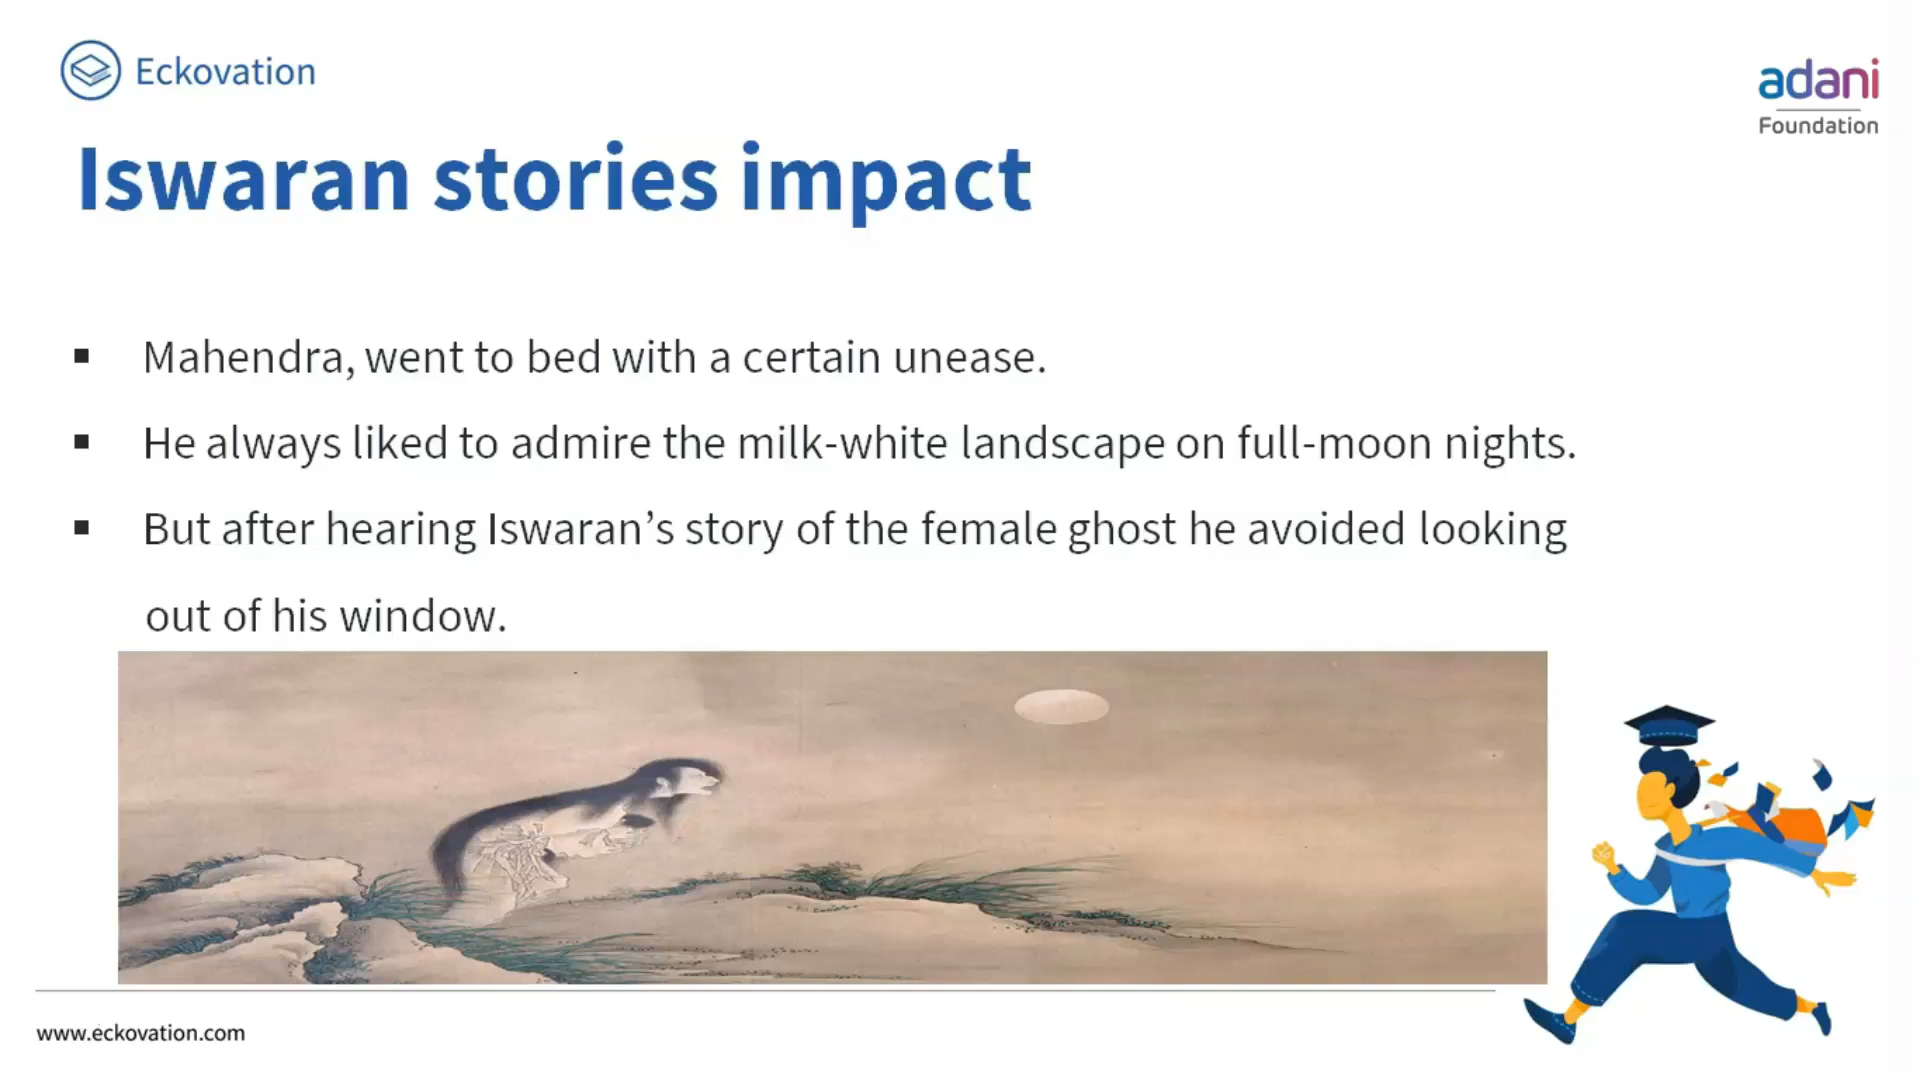 Eckovation
adani
Foundation
Iswaran stories impact
▪ Mahendra, went to bed with a certain unease.
▪ He always liked to admire the milk-white landscape on full-moon nights.
▪ But after hearing Iswaran’s story of the female ghost he avoided looking
out of his window.
www.eckovation.com